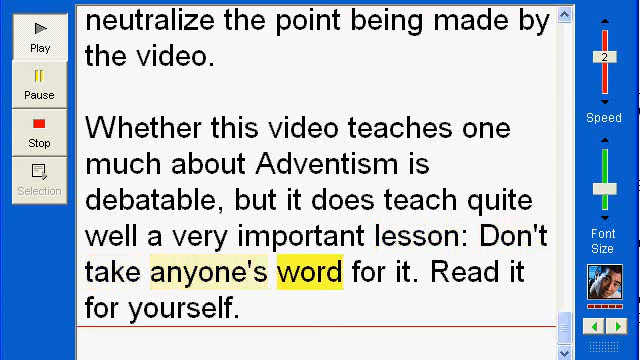 neutralize the point being made by
the video.
Whether this video teaches one
much about Adventism is
debatable, but it does teach quite
well a very important lesson: Don't
take anyone's word for it. Read it
for yourself.
Play
Pause
Stop
Selection
2
Speed
Font
Size